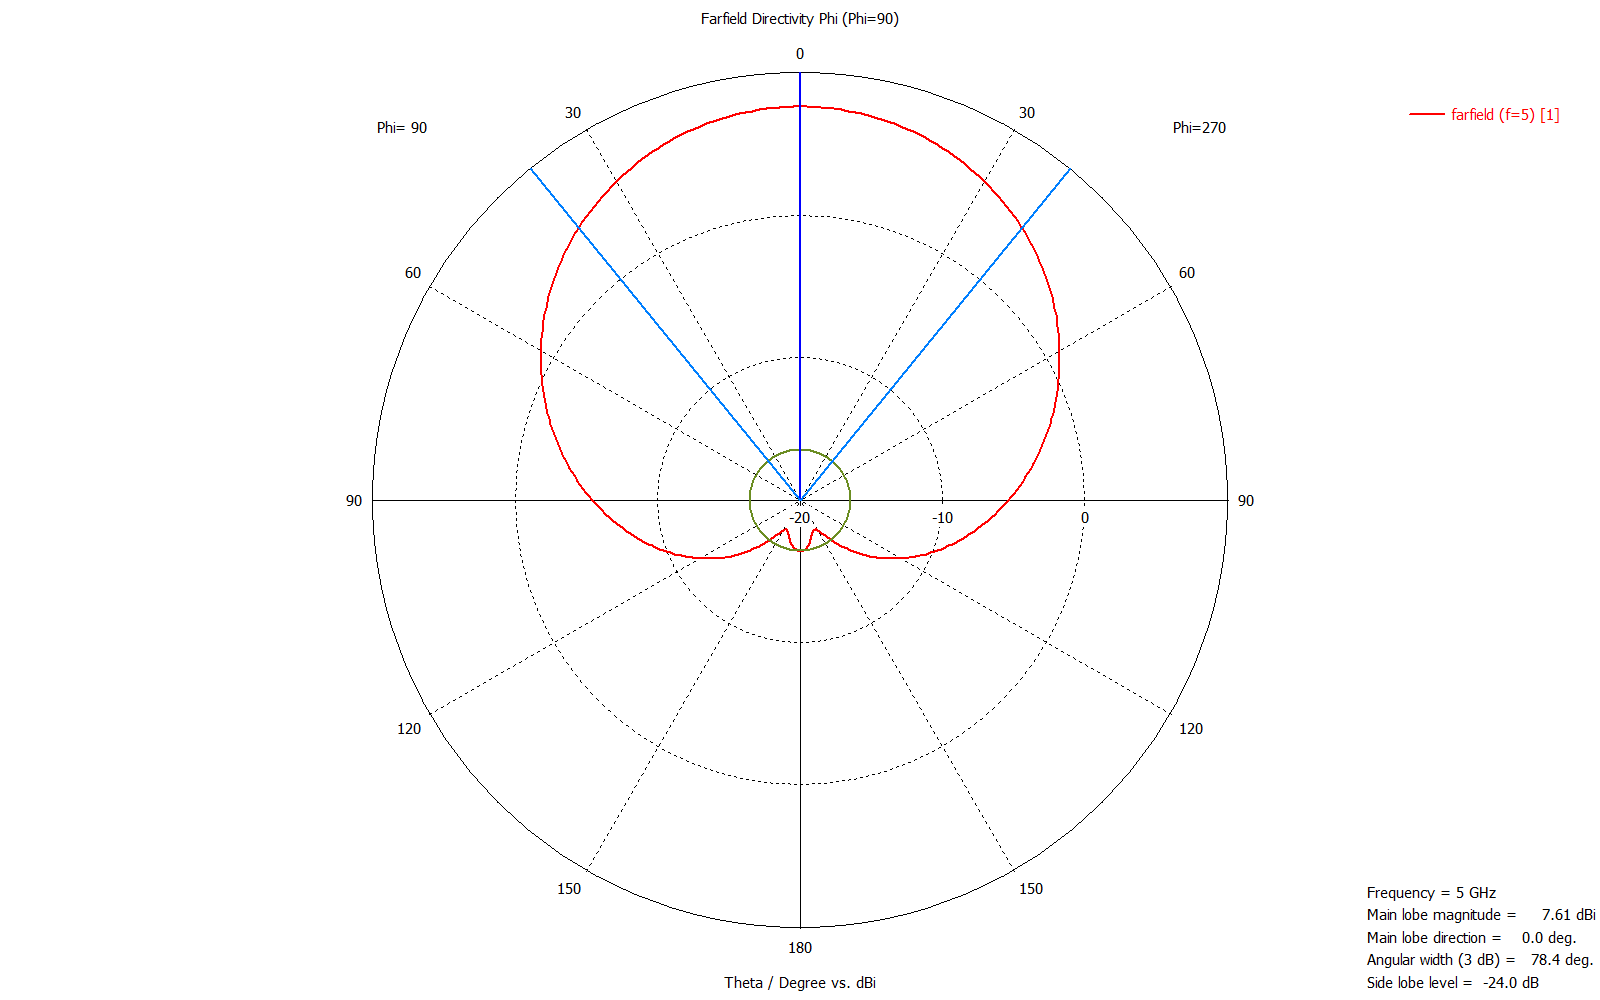 Farfield Directivity Phi (Phi=90)
0
30
30
Phi= 90
Phi=270
farfield (f=5) [1]
60
60
90
90
-20
-10
0
120
120
150
150
180
Theta / Degree vs. dBi
Frequency = 5 GHz
Main lobe magnitude = 7.61 dBi
Main lobe direction = 0.0 deg.
Angular width (3 dB) = 78.4 deg.
Side lobe level = -24.0 dB